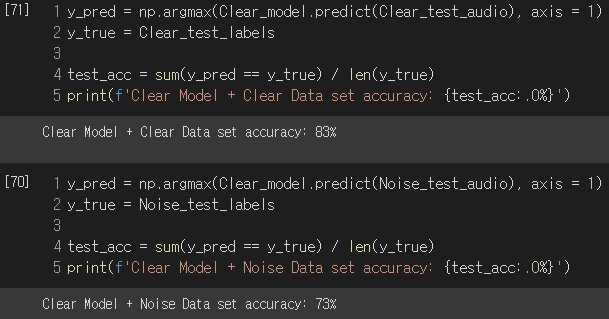 [71] 1 y_pred = np.argmax(Clear_model.predict(Clear_test_audio), axis = 1)
2 y_true = Clear_test_labels
3
4 test_acc = sum(y_pred == y_true) / len(y_true)
5 print(f'Clear Model + Clear Data set accuracy: {test_acc:.0%}')
Clear Model + Clear Data set accuracy: 83%
[70] 1 y_pred = np.argmax(Clear_model.predict(Noise_test_audio), axis = 1)
2 y_true = Noise_test_labels
3
4 test_acc = sum(y_pred == y_true) / len(y_true)
5 print(f'Clear Model + Noise Data set accuracy: {test_acc:.0%}')
Clear Model + Noise Data set accuracy: 73%